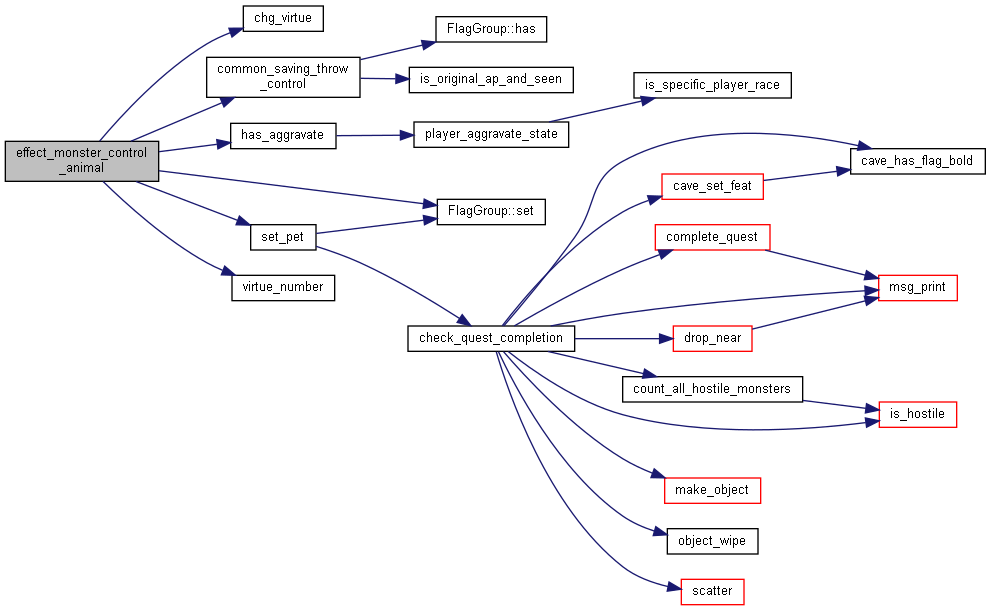 effect_monster_control
_animal
chg_virtue
common_saving_throw
_control
FlagGroup::has
is_original_ap_and_seen
has_aggravate
player_aggravate_state
is_specific_player_race
FlagGroup::set
set_pet
virtue_number
check_quest_completion
cave_has_flag_bold
cave_set_feat
complete_quest
msg_print
drop_near
count_all_hostile_monsters
is_hostile
make_object
object_wipe
scatter